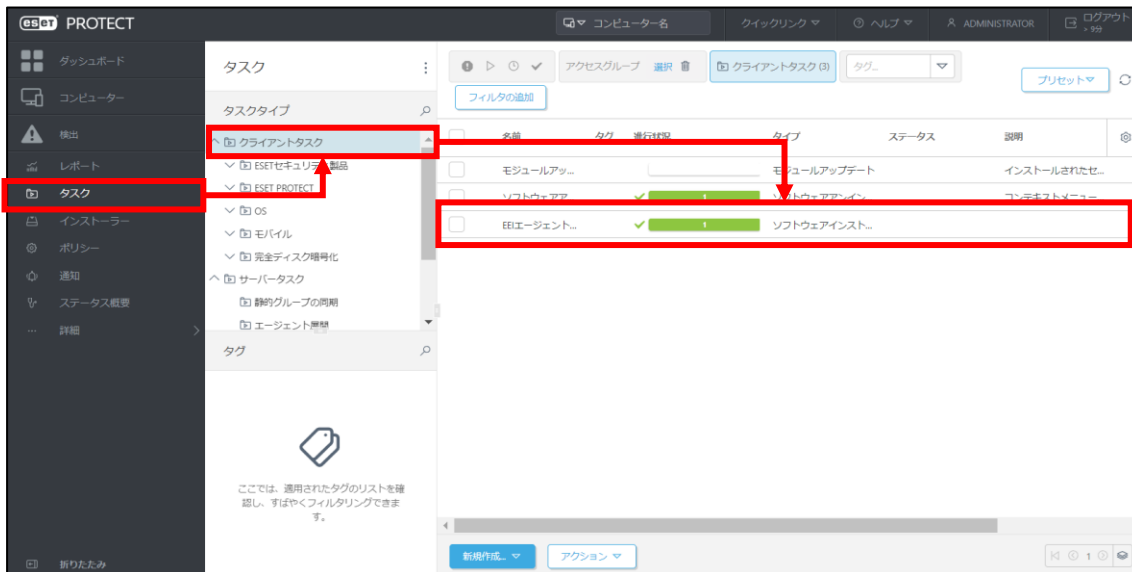 eset PROTECT
コンピューター名
クイックリンク
ヘルプ
ADMINISTRATOR
ログアウト
> 9分
ダッシュボード
コンピューター
検出
レポート
タスク
インストーラー
ポリシー
通知
ステータス概要
詳細
折りたたみ
タスク
タスクタイプ
クライアントタスク
ESETセキュリティ製品
ESET PROTECT
OS
モバイル
完全ディスク暗号化
サーバータスク
静的グループの同期
エージェント展開
タグ
ここでは、適用されたタグのリストを確
認し、すばやくフィルタリングできま
す。
アクセスグループ 選択
クライアントタスク (3)
タグ...
プリセット
フィルタの追加
名前 タグ 進行状況 タイプ ステータス 説明
モジュールアッ... モジュールアップデート インストールされたセ...
ソフトウェアア... 1 ソフトウェアアンイン... コンテキストメニュー...
EEIエージェント... 1 ソフトウェアインスト...
新規作成...
アクション
1